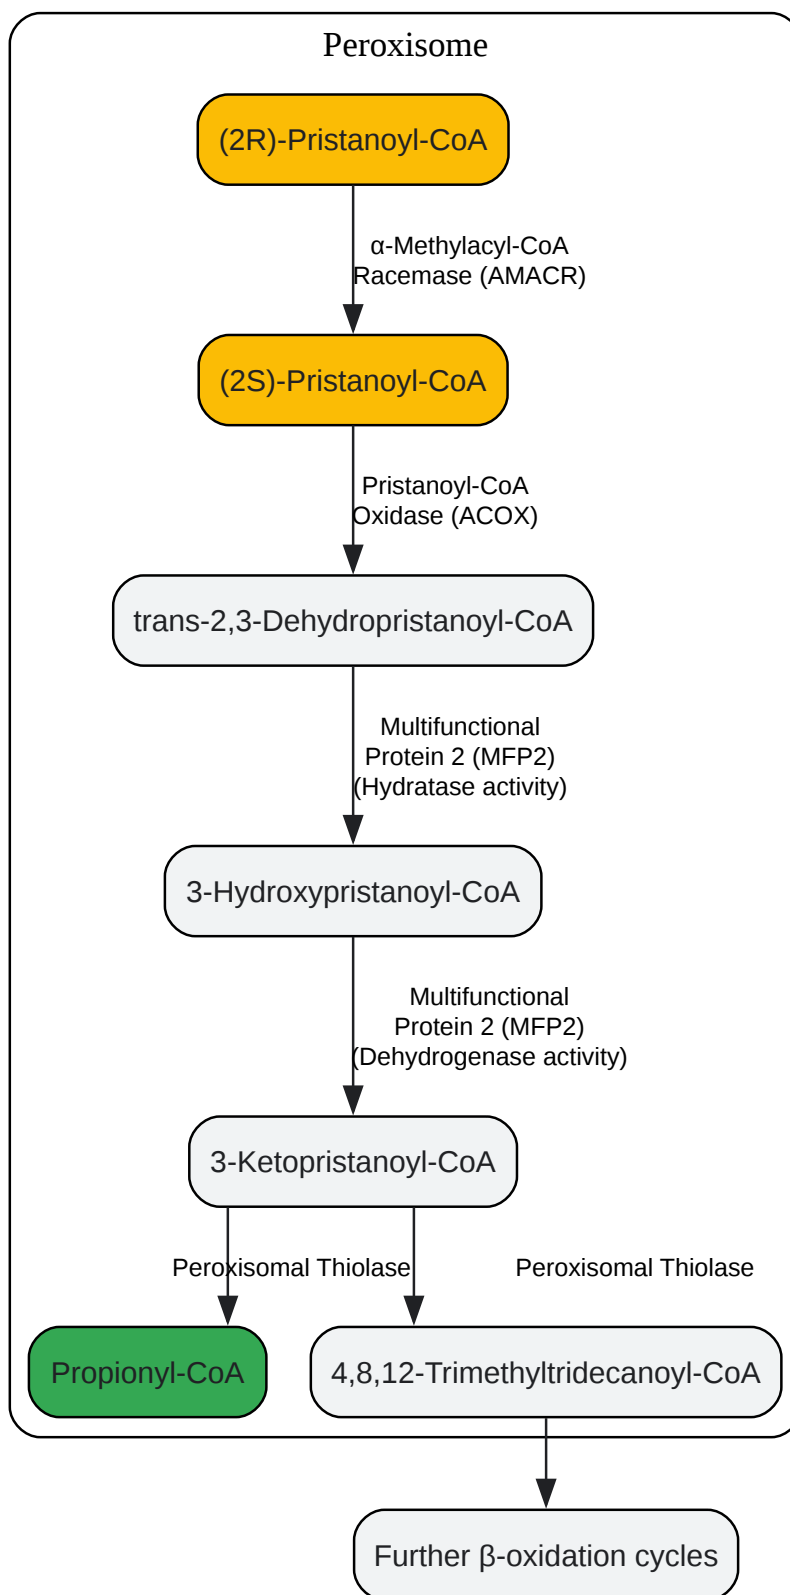 Peroxisome
(2R)-Pristanoyl-CoA
α-Methylacyl-CoA
Racemase (AMACR)
(2S)-Pristanoyl-CoA
Pristanoyl-CoA
Oxidase (ACOX)
trans-2,3-Dehydropristanoyl-CoA
Multifunctional
Protein 2 (MFP2)
(Hydratase activity)
3-Hydroxypristanoyl-CoA
Multifunctional
Protein 2 (MFP2)
(Dehydrogenase activity)
3-Ketopristanoyl-CoA
Peroxisomal Thiolase
Peroxisomal Thiolase
Propionyl-CoA
4,8,12-Trimethyltridecanoyl-CoA
Further β-oxidation cycles